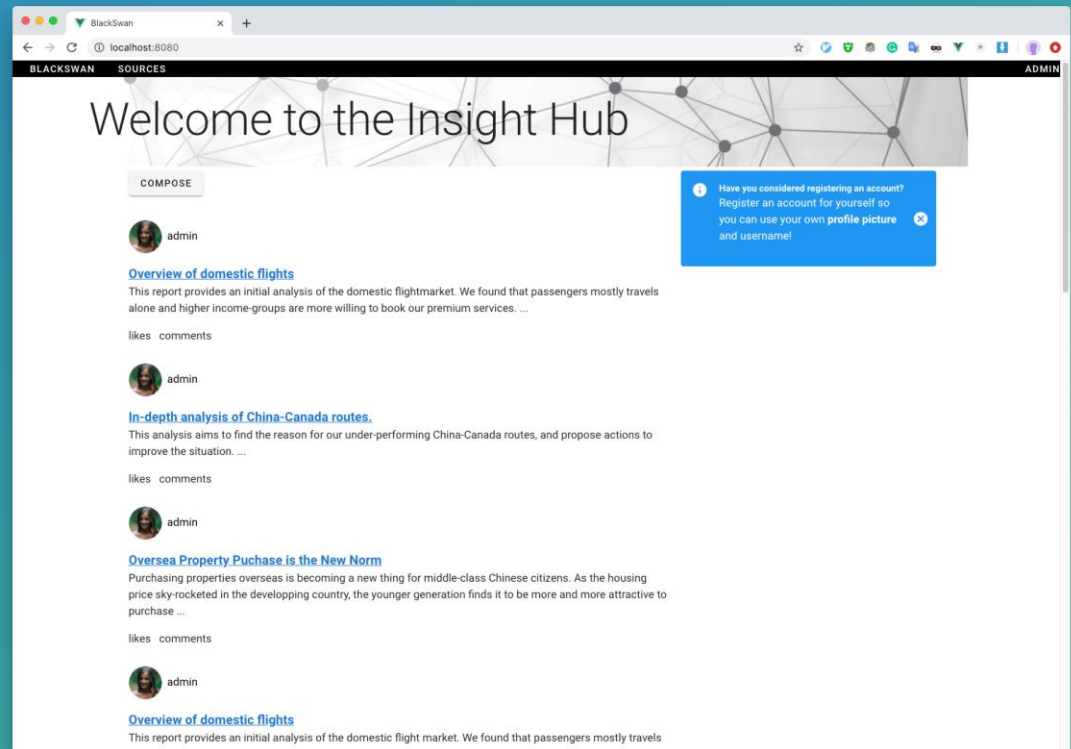 BlackSwan
localhost:8080
BLACKSWAN SOURCES ADMIN
Welcome to the Insight Hub
COMPOSE
Have you considered registering an account?
Register an account for yourself so
you can use your own profile picture
and username!
admin
Overview of domestic flights
This report provides an initial analysis of the domestic flightmarket. We found that passengers mostly travels
alone and higher income-groups are more willing to book our premium services. ...
likes comments
admin
In-depth analysis of China-Canada routes.
This analysis aims to find the reason for our under-performing China-Canada routes, and propose actions to
improve the situation. ...
likes comments
admin
Oversea Property Puchase is the New Norm
Purchasing properties overseas is becoming a new thing for middle-class Chinese citizens. As the housing
price sky-rocketed in the developping country, the younger generation finds it to be more and more attractive to
purchase ...
likes comments
admin
Overview of domestic flights
This report provides an initial analysis of the domestic flight market. We found that passengers mostly travels